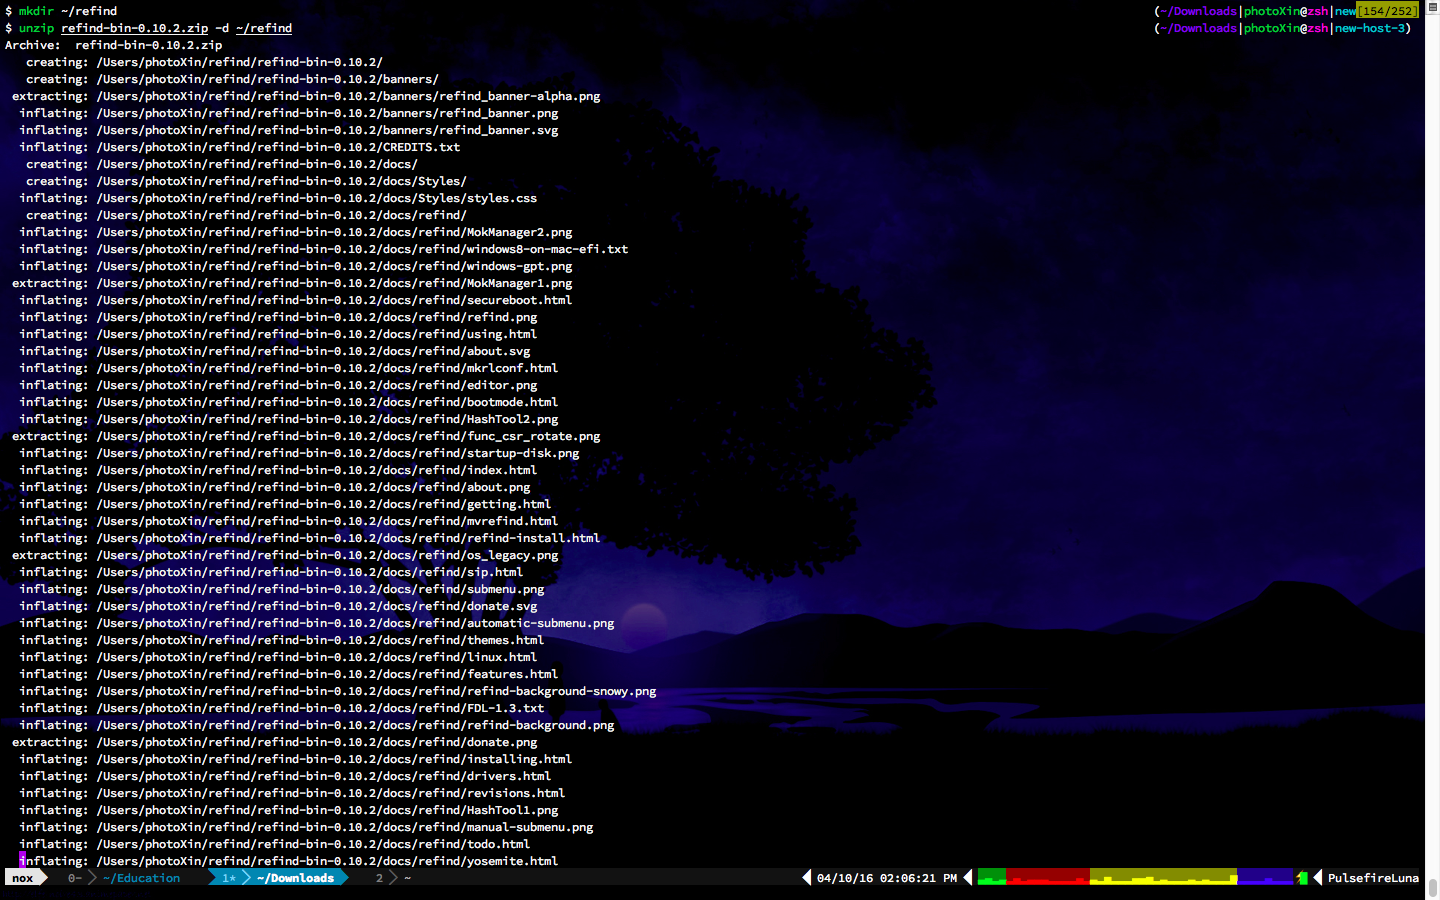 $ mkdir ~/refind (~/Downloads|photoXin@zsh|new[154/252]
$ unzip refind-bin-0.10.2.zip -d ~/refind (~/Downloads|photoXin@zsh|new-host-3)
Archive:  refind-bin-0.10.2.zip
creating: /Users/photoXin/refind/refind-bin-0.10.2/
creating: /Users/photoXin/refind/refind-bin-0.10.2/banners/
extracting: /Users/photoXin/refind/refind-bin-0.10.2/banners/refind_banner-alpha.png
inflating: /Users/photoXin/refind/refind-bin-0.10.2/banners/refind_banner.png
inflating: /Users/photoXin/refind/refind-bin-0.10.2/banners/refind_banner.svg
inflating: /Users/photoXin/refind/refind-bin-0.10.2/CREDITS.txt
creating: /Users/photoXin/refind/refind-bin-0.10.2/docs/
creating: /Users/photoXin/refind/refind-bin-0.10.2/docs/Styles/
inflating: /Users/photoXin/refind/refind-bin-0.10.2/docs/Styles/styles.css
creating: /Users/photoXin/refind/refind-bin-0.10.2/docs/refind/
inflating: /Users/photoXin/refind/refind-bin-0.10.2/docs/refind/MokManager2.png
inflating: /Users/photoXin/refind/refind-bin-0.10.2/docs/refind/windows8-on-mac-efi.txt
inflating: /Users/photoXin/refind/refind-bin-0.10.2/docs/refind/windows-gpt.png
extracting: /Users/photoXin/refind/refind-bin-0.10.2/docs/refind/MokManager1.png
inflating: /Users/photoXin/refind/refind-bin-0.10.2/docs/refind/secureboot.html
inflating: /Users/photoXin/refind/refind-bin-0.10.2/docs/refind/refind.png
inflating: /Users/photoXin/refind/refind-bin-0.10.2/docs/refind/using.html
inflating: /Users/photoXin/refind/refind-bin-0.10.2/docs/refind/about.svg
inflating: /Users/photoXin/refind/refind-bin-0.10.2/docs/refind/mkrlconf.html
inflating: /Users/photoXin/refind/refind-bin-0.10.2/docs/refind/editor.png
inflating: /Users/photoXin/refind/refind-bin-0.10.2/docs/refind/bootmode.html
inflating: /Users/photoXin/refind/refind-bin-0.10.2/docs/refind/HashTool2.png
extracting: /Users/photoXin/refind/refind-bin-0.10.2/docs/refind/func_csr_rotate.png
inflating: /Users/photoXin/refind/refind-bin-0.10.2/docs/refind/startup-disk.png
inflating: /Users/photoXin/refind/refind-bin-0.10.2/docs/refind/index.html
inflating: /Users/photoXin/refind/refind-bin-0.10.2/docs/refind/about.png
inflating: /Users/photoXin/refind/refind-bin-0.10.2/docs/refind/getting.html
inflating: /Users/photoXin/refind/refind-bin-0.10.2/docs/refind/mvrefind.html
inflating: /Users/photoXin/refind/refind-bin-0.10.2/docs/refind/refind-install.html
extracting: /Users/photoXin/refind/refind-bin-0.10.2/docs/refind/os_legacy.png
inflating: /Users/photoXin/refind/refind-bin-0.10.2/docs/refind/sip.html
inflating: /Users/photoXin/refind/refind-bin-0.10.2/docs/refind/submenu.png
inflating: /Users/photoXin/refind/refind-bin-0.10.2/docs/refind/donate.svg
inflating: /Users/photoXin/refind/refind-bin-0.10.2/docs/refind/automatic-submenu.png
inflating: /Users/photoXin/refind/refind-bin-0.10.2/docs/refind/themes.html
inflating: /Users/photoXin/refind/refind-bin-0.10.2/docs/refind/linux.html
inflating: /Users/photoXin/refind/refind-bin-0.10.2/docs/refind/features.html
inflating: /Users/photoXin/refind/refind-bin-0.10.2/docs/refind/refind-background-snowy.png
inflating: /Users/photoXin/refind/refind-bin-0.10.2/docs/refind/FDL-1.3.txt
inflating: /Users/photoXin/refind/refind-bin-0.10.2/docs/refind/refind-background.png
extracting: /Users/photoXin/refind/refind-bin-0.10.2/docs/refind/donate.png
inflating: /Users/photoXin/refind/refind-bin-0.10.2/docs/refind/installing.html
inflating: /Users/photoXin/refind/refind-bin-0.10.2/docs/refind/drivers.html
inflating: /Users/photoXin/refind/refind-bin-0.10.2/docs/refind/revisions.html
inflating: /Users/photoXin/refind/refind-bin-0.10.2/docs/refind/HashTool1.png
inflating: /Users/photoXin/refind/refind-bin-0.10.2/docs/refind/manual-submenu.png
inflating: /Users/photoXin/refind/refind-bin-0.10.2/docs/refind/todo.html
inflating: /Users/photoXin/refind/refind-bin-0.10.2/docs/refind/yosemite.html
nox 0- ~/Education 1* ~/Downloads 2 ~ 04/10/16 02:06:21 PM PulsefireLuna